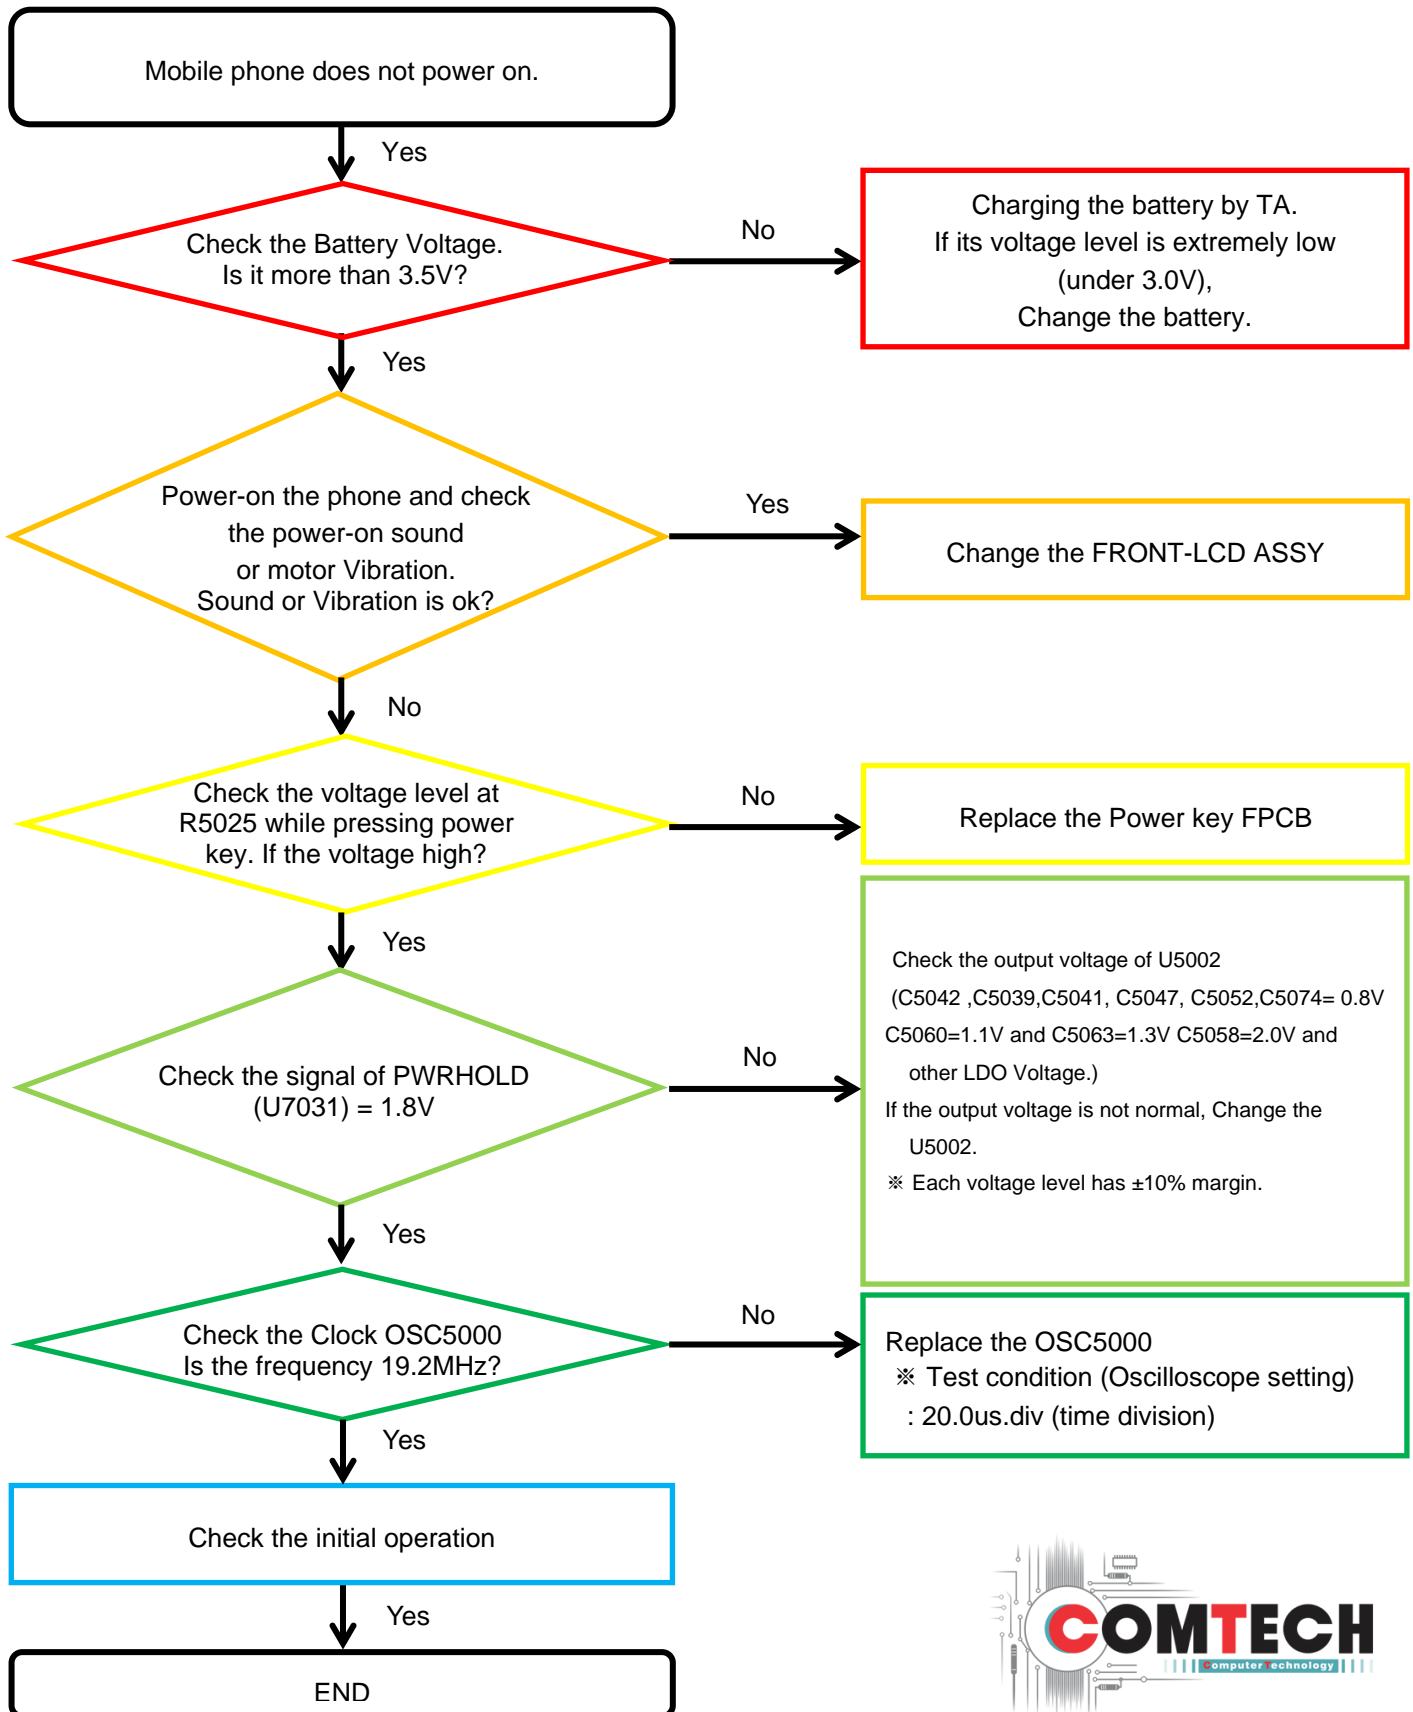 Mobile phone does not power on.
Yes
Check the Battery Voltage.
Is it more than 3.5V?
No
Charging the battery by TA.
If its voltage level is extremely low
(under 3.0V),
Change the battery.
Yes
Power-on the phone and check
the power-on sound
or motor Vibration.
Sound or Vibration is ok?
Yes
Change the FRONT-LCD ASSY
No
Check the voltage level at
R5025 while pressing power
key. If the voltage high?
No
Replace the Power key FPCB
Yes
Check the signal of PWRHOLD
(U7031) = 1.8V
No
Check the output voltage of U5002
(C5042 ,C5039,C5041, C5047, C5052,C5074= 0.8V
C5060=1.1V and C5063=1.3V C5058=2.0V and
other LDO Voltage.)
If the output voltage is not normal, Change the
U5002.
※ Each voltage level has ±10% margin.
Yes
Check the Clock OSC5000
Is the frequency 19.2MHz?
No
Replace the OSC5000
※ Test condition (Oscilloscope setting)
: 20.0us.div (time division)
Yes
Check the initial operation
Yes
END
COMTECH
Computer Technology